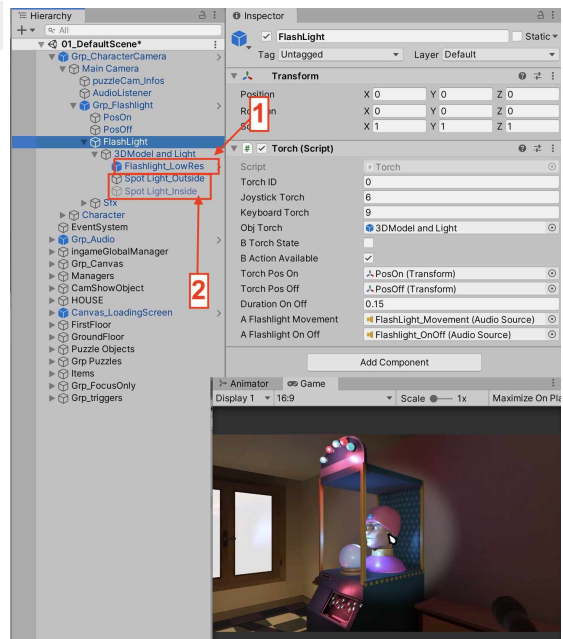 Hierarchy
All
01_DefaultScene*
Grp_CharacterCamera
Main Camera
puzzleCam_Infos
AudioListener
Grp_Flashlight
PosOn
PosOff
FlashLight
3DModel and Light
Flashlight_LowRes
Spot Light_Outside
Spot Light_Inside
Sfx
Character
EventSystem
Grp_Audio
ingameGlobalManager
Grp_Canvas
Managers
CamShowObject
HOUSE
Canvas_LoadingScreen
FirstFloor
GroundFloor
Puzzle Objects
Grp Puzzles
Items
Grp_FocusOnly
Grp_triggers
1
2
Inspector
FlashLight
Static
Tag Untagged Layer Default
Transform
Position X 0 Y 0 Z 0
X 0 Y 0 Z 0
X 1 Y 1 Z 1
Torch (Script)
Script Torch
Torch ID 0
Joystick Torch 6
Keyboard Torch 9
Obj Torch 3DModel and Light
B Torch State
B Action Available
Torch Pos On PosOn (Transform)
Torch Pos Off PosOff (Transform)
Duration On Off 0.15
A Flashlight Movement FlashLight_Movement (Audio Source)
A Flashlight On Off Flashlight_OnOff (Audio Source)
Add Component
Animator Game
Display 1 16:9 Scale 1x Maximize On Pla